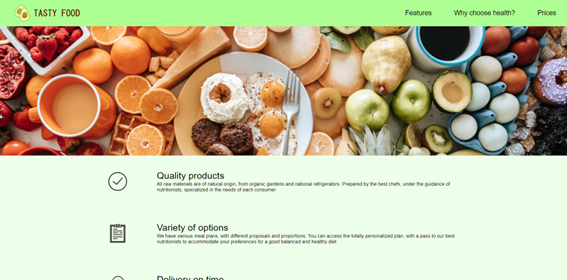 TASTY FOOD
Features
Why choose health?
Prices
Quality products
All raw materials are of natural origin, from organic gardens and national refrigerators. Prepared by the best chefs, under the guidance of
nutritionists, specialized in the needs of each consumer.
Variety of options
We have various meal plans, with different proposals and proportions. You can access the totally personalized plan, with a pass to our best
nutritionists to accommodate your preferences for a good balanced and healthy diet.
Delivery on time